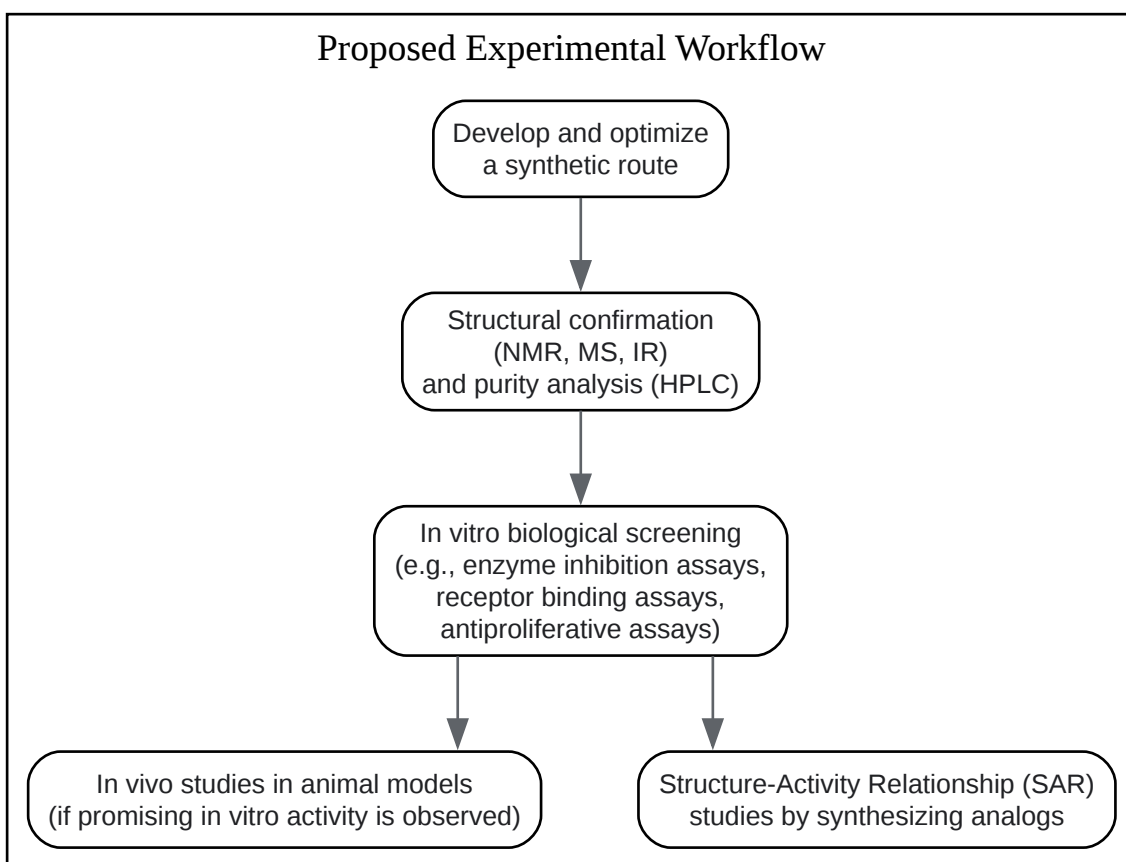 Proposed Experimental Workflow
Develop and optimize
a synthetic route
Structural confirmation
(NMR, MS, IR)
and purity analysis (HPLC)
In vitro biological screening
(e.g., enzyme inhibition assays,
receptor binding assays,
antiproliferative assays)
In vivo studies in animal models
(if promising in vitro activity is observed)
Structure-Activity Relationship (SAR)
studies by synthesizing analogs